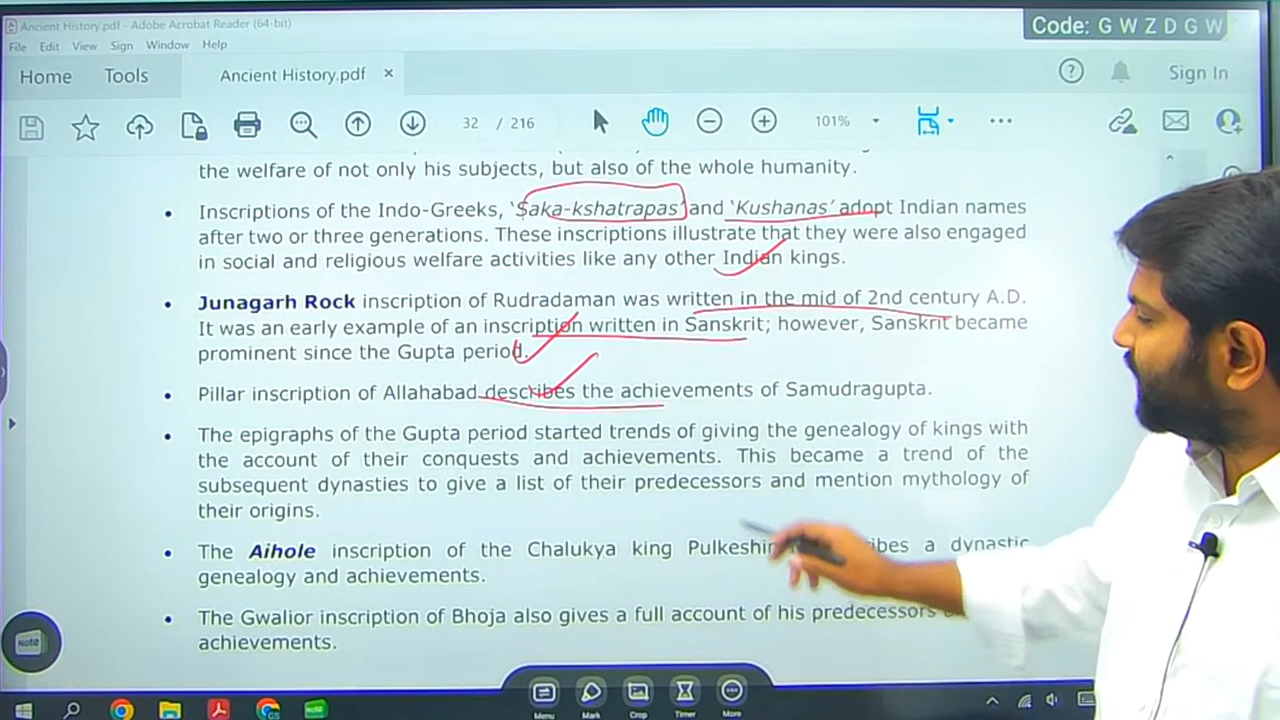 Ancient History.pdf - Adobe Acrobat Reader (64-bit)
Code: G W Z D G W
File Edit View Sign Window Help
Home Tools Ancient History.pdf × Sign In
32 / 216 101%
the welfare of not only his subjects, but also of the whole humanity.
• Inscriptions of the Indo-Greeks, ‘Saka-kshatrapas’ and ‘Kushanas’ adopt Indian names
after two or three generations. These inscriptions illustrate that they were also engaged
in social and religious welfare activities like any other Indian kings.
• Junagarh Rock inscription of Rudradaman was written in the mid of 2nd century A.D.
It was an early example of an inscription written in Sanskrit; however, Sanskrit became
prominent since the Gupta period.
• Pillar inscription of Allahabad describes the achievements of Samudragupta.
• The epigraphs of the Gupta period started trends of giving the genealogy of kings with
the account of their conquests and achievements. This became a trend of the
subsequent dynasties to give a list of their predecessors and mention mythology of
their origins.
• The Aihole inscription of the Chalukya king a dynastic
genealogy and achievements.
• The Gwalior inscription of Bhoja also gives a full account of his predecessors
achievements.
Note
Menu Mark Crop Timer More